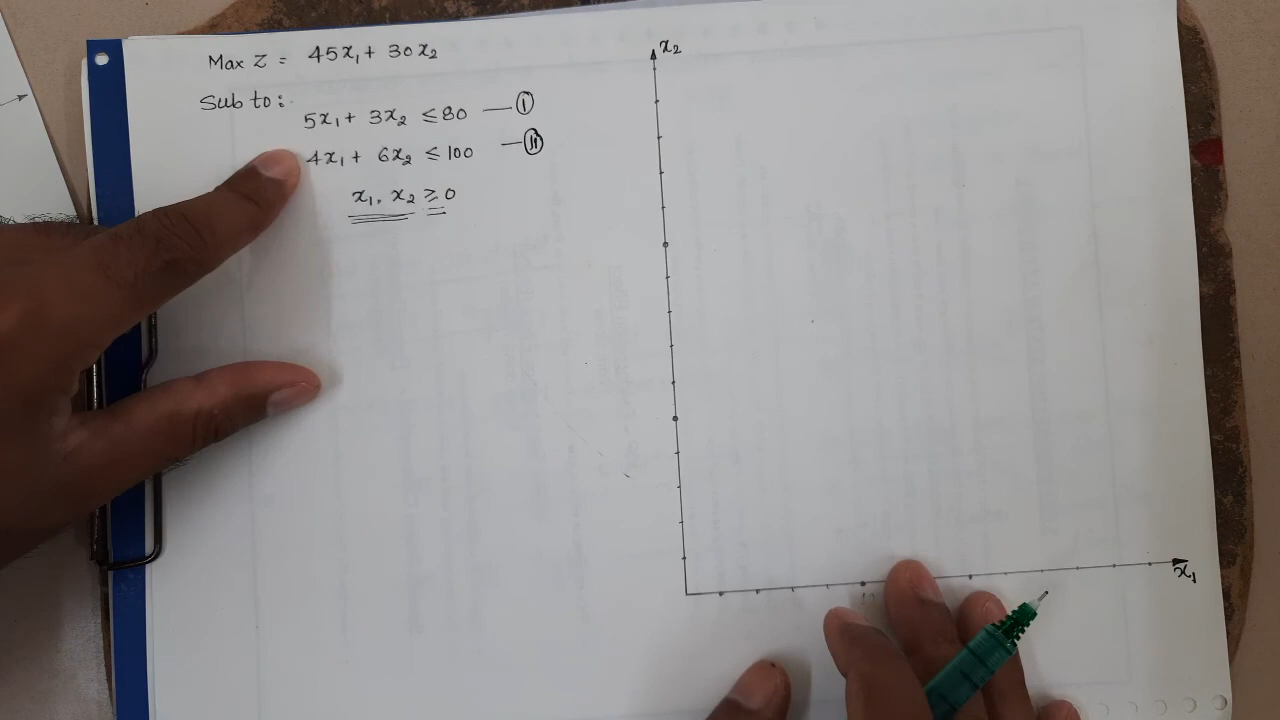 Max Z = 45x₁ + 30x₂
Sub to:
5x₁ + 3x₂ ≤ 80 — I
4x₁ + 6x₂ ≤ 100 — II
x₁, x₂ ≥ 0
x₂
x₁